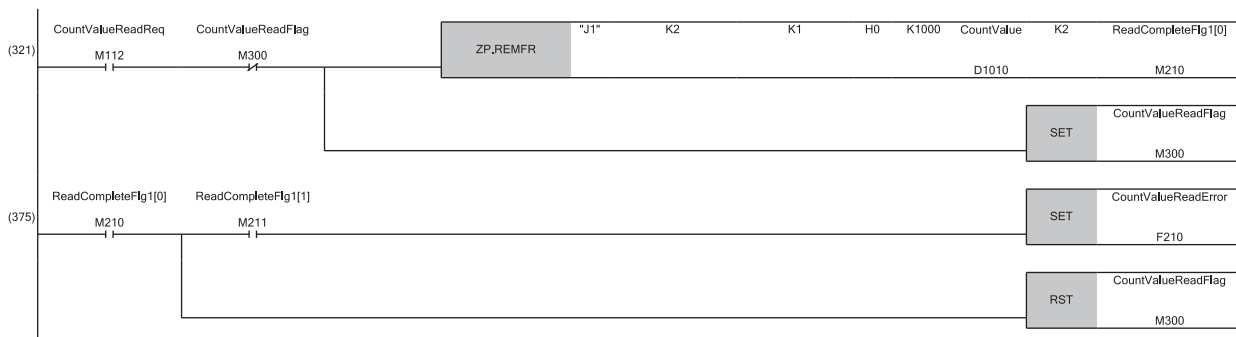 CountValueReadReq CountValueReadFlag "J1" K2 K1 H0 K1000 CountValue K2 ReadCompleteFlg1[0]
(321) M112 M300 ZP.REMFR D1010 M210
CountValueReadFlag
SET
M300
ReadCompleteFlg1[0] ReadCompleteFlg1[1] CountValueReadError
(375) M210 M211 SET F210
CountValueReadFlag
RST
M300